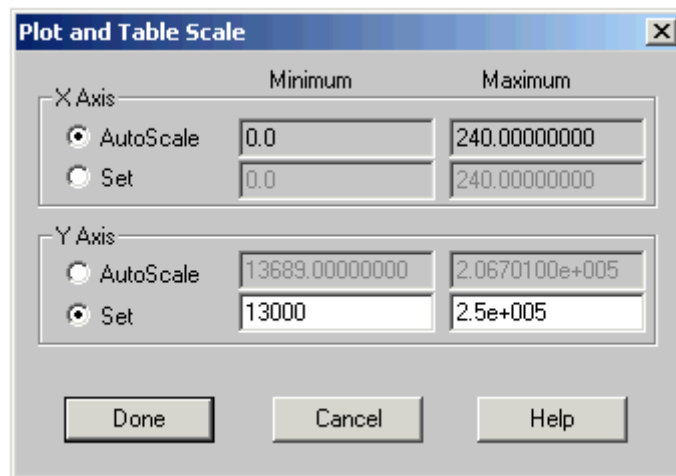 Plot and Table Scale
Minimum Maximum
X Axis
AutoScale 0.0 240.00000000
Set 0.0 240.00000000
Y Axis
AutoScale 13689.00000000 2.0670100e+005
Set 13000 2.5e+005
Done Cancel Help